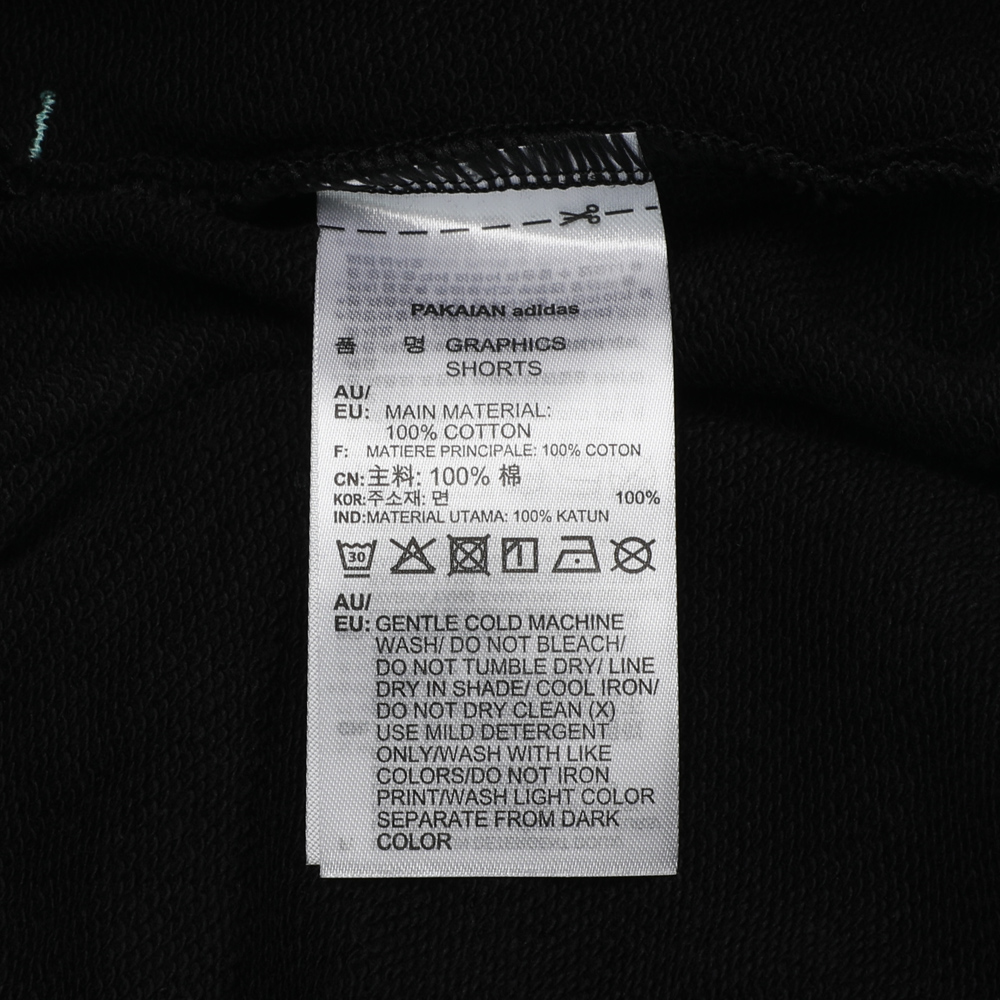 PAKAIAN adidas
품 명 GRAPHICS
SHORTS
AU/
EU: MAIN MATERIAL:
100% COTTON
F: MATIERE PRINCIPALE: 100% COTON
CN:主料: 100% 棉
KOR:주소재: 면 100%
IND:MATERIAL UTAMA: 100% KATUN
30
AU/
EU: GENTLE COLD MACHINE
WASH/ DO NOT BLEACH/
DO NOT TUMBLE DRY/ LINE
DRY IN SHADE/ COOL IRON/
DO NOT DRY CLEAN (X)
USE MILD DETERGENT
ONLY/WASH WITH LIKE
COLORS/DO NOT IRON
PRINT/WASH LIGHT COLOR
SEPARATE FROM DARK
COLOR